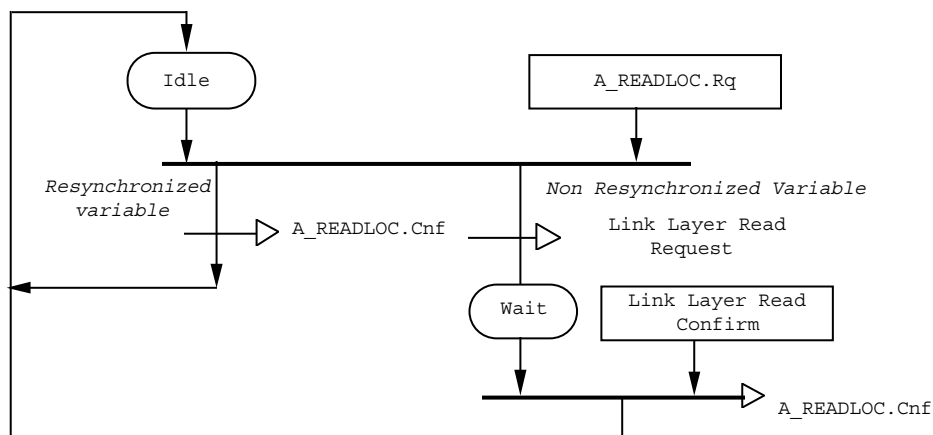 Idle
A_READLOC.Rq
Resynchronized
variable
Non Resynchronized Variable
A_READLOC.Cnf
Link Layer Read
Request
Wait
Link Layer Read
Confirm
A_READLOC.Cnf